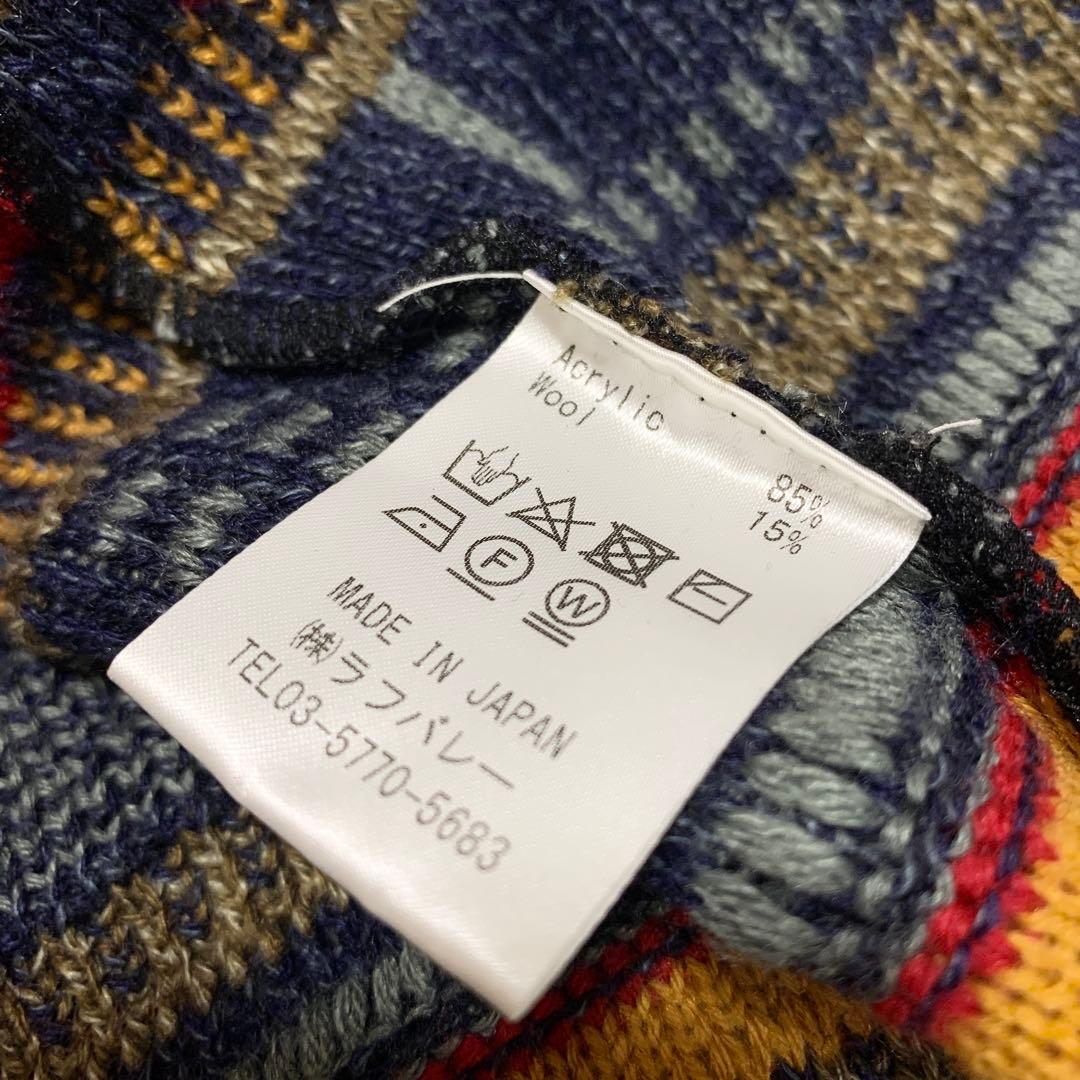 Acrylic 85%
Wool 15%
F W
MADE IN JAPAN
㈱ラフバレー
TEL03-5770-5683